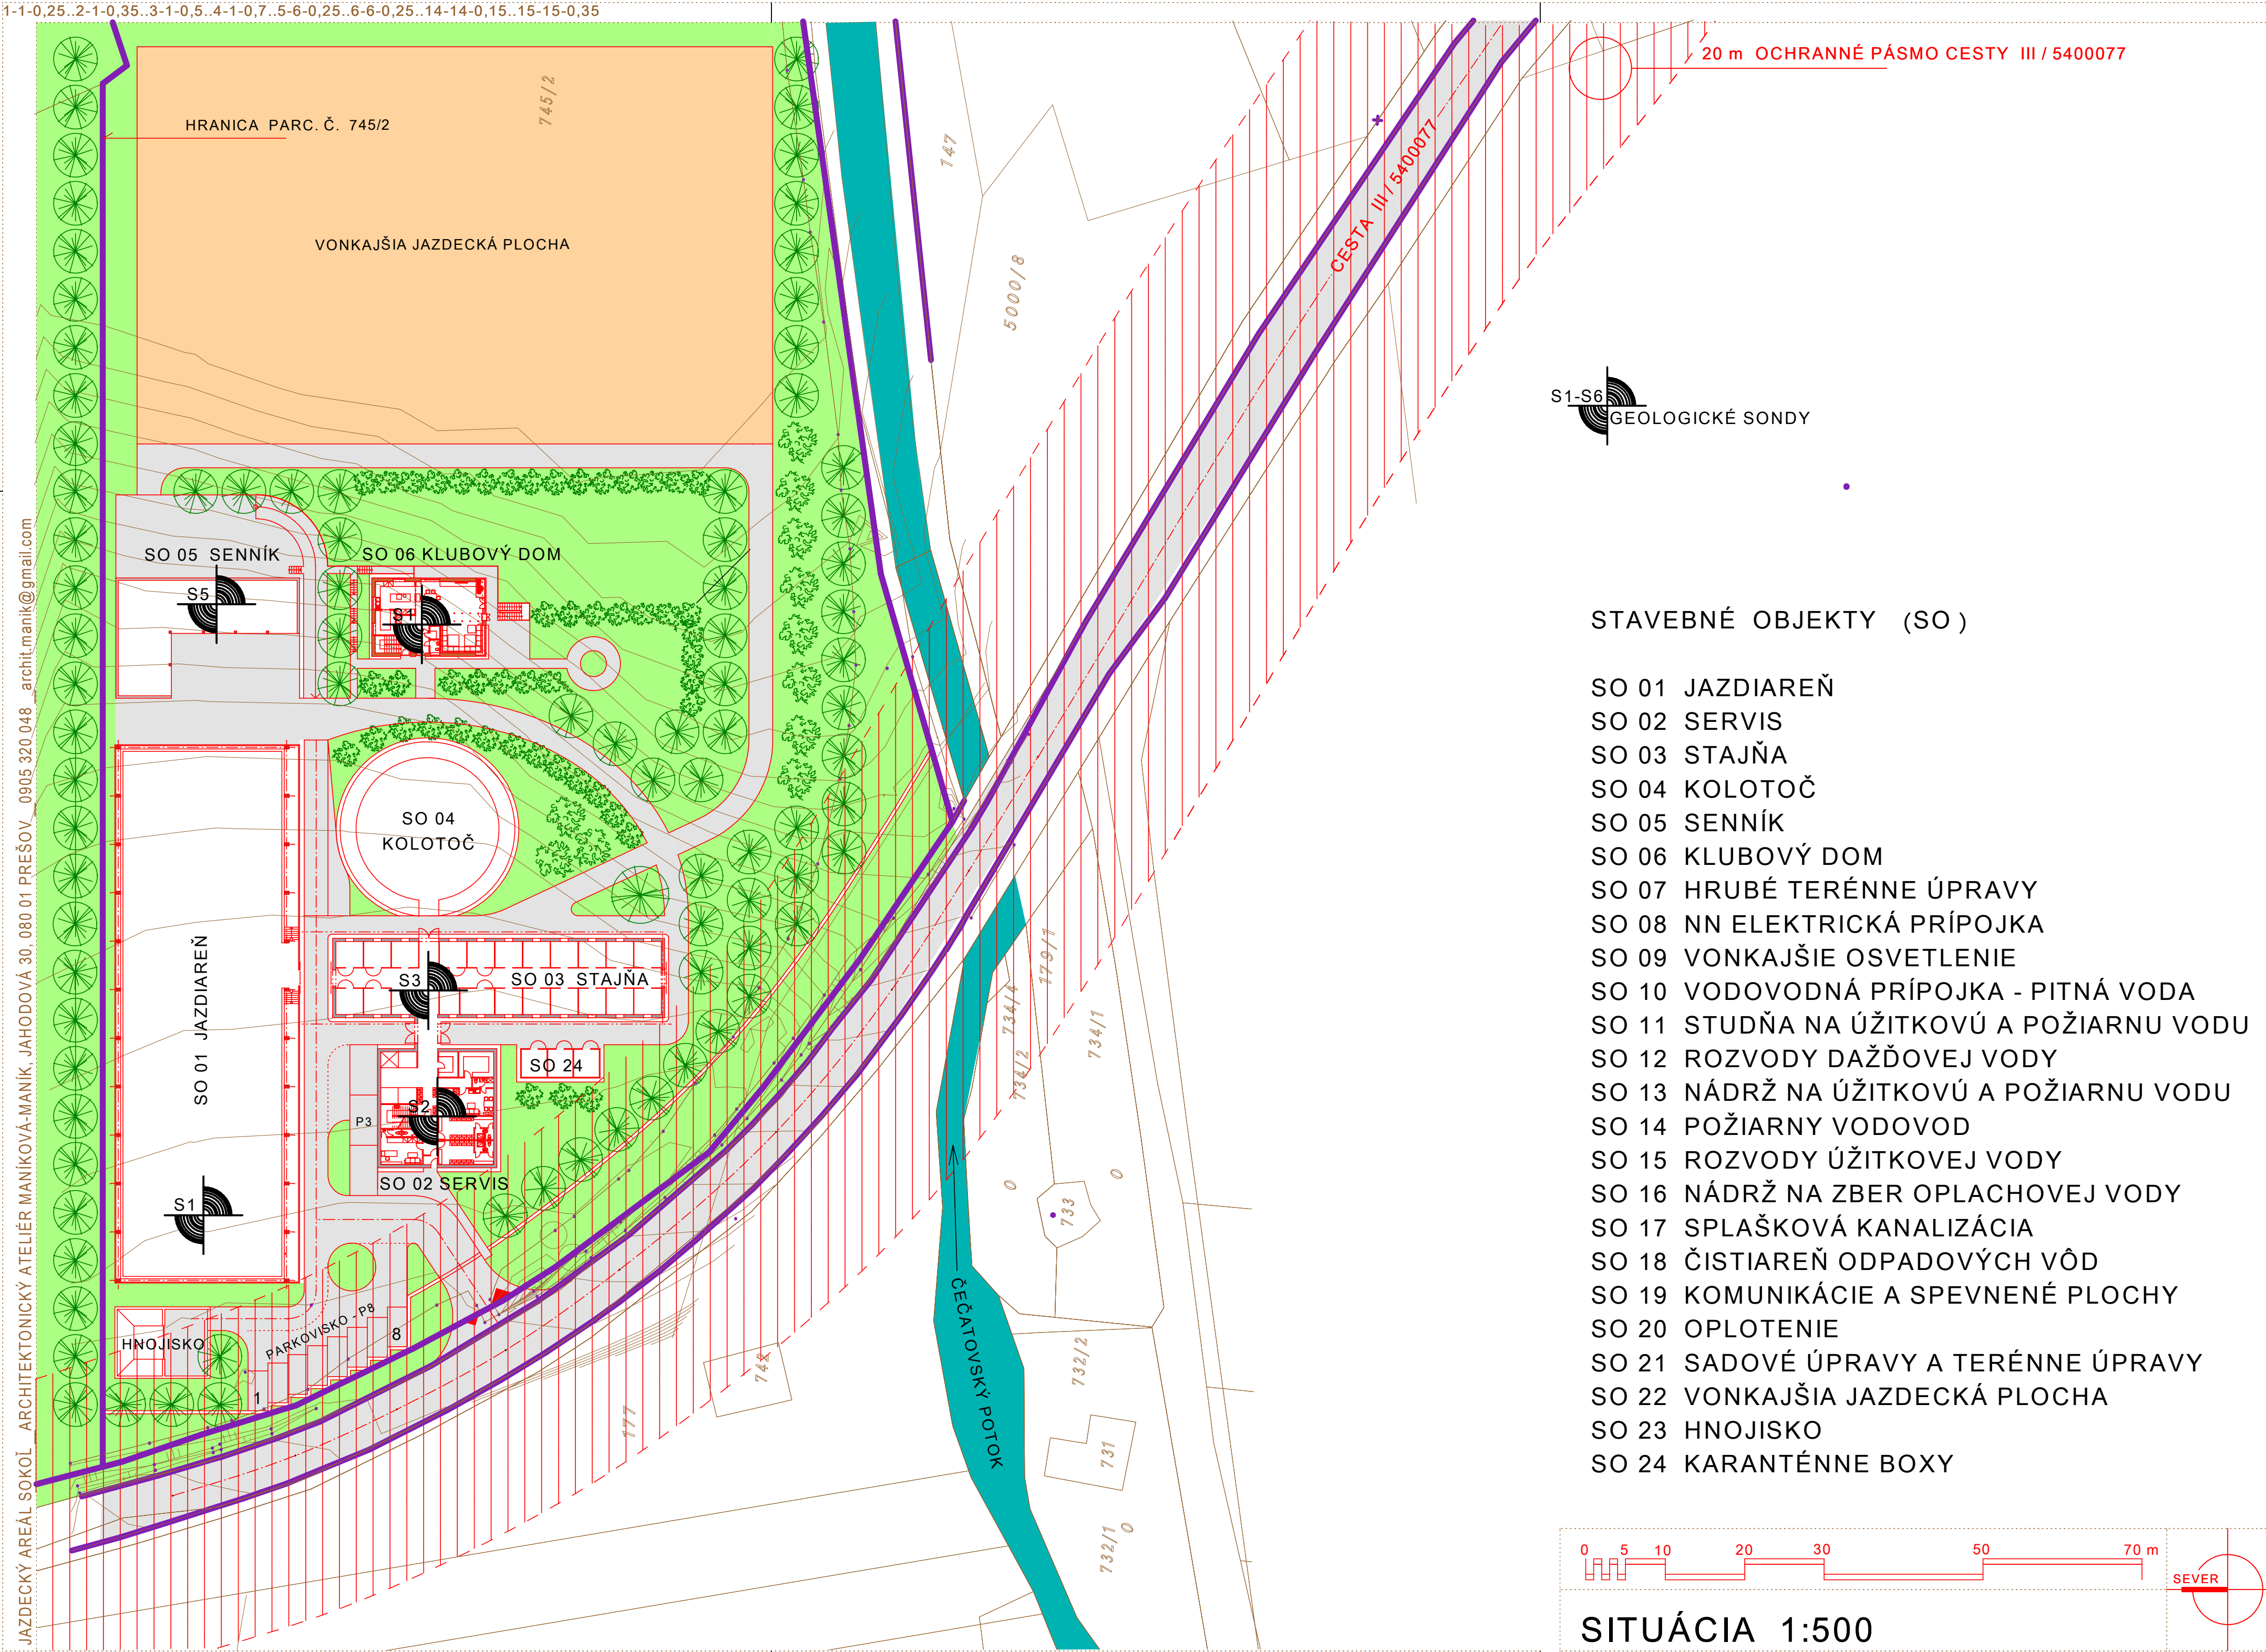 1-1-0,25..2-1-0,35..3-1-0,5..4-1-0,7..5-6-0,25..6-6-0,25..14-14-0,15..15-15-0,35
20 m OCHRANNÉ PÁSMO CESTY III / 5400077
745/2
HRANICA PARC. Č. 745/2
147
CESTA III / 5400077
VONKAJŠIA JAZDECKÁ PLOCHA
5000/8
S1-S6
GEOLOGICKÉ SONDY
SO 05 SENNÍK
SO 06 KLUBOVÝ DOM
S5
SO 04
KOLOTOČ
SO 01 JAZDIAREŇ
S3
SO 03 STAJŇA
179/1
734/4
734/1
734/2
SO 24
S2
P3
SO 02 SERVIS
S1
0
0
733
HNOJISKO
PARKOVISKO - P8
8
1
ČEČATOVSKÝ POTOK
742
732/2
177
731
732/1
0
JAZDECKÝ AREÁL SOKOĽ _ ARCHITEKTONICKÝ ATELIÉR MANÍKOVÁ-MANÍK, JAHODOVÁ 30, 080 01 PREŠOV _ 0905 320 048 _ archit.manik@gmail.com
STAVEBNÉ OBJEKTY (SO )
SO 01 JAZDIAREŇ
SO 02 SERVIS
SO 03 STAJŇA
SO 04 KOLOTOČ
SO 05 SENNÍK
SO 06 KLUBOVÝ DOM
SO 07 HRUBÉ TERÉNNE ÚPRAVY
SO 08 NN ELEKTRICKÁ PRÍPOJKA
SO 09 VONKAJŠIE OSVETLENIE
SO 10 VODOVODNÁ PRÍPOJKA - PITNÁ VODA
SO 11 STUDŇA NA ÚŽITKOVÚ A POŽIARNU VODU
SO 12 ROZVODY DAŽĎOVEJ VODY
SO 13 NÁDRŽ NA ÚŽITKOVÚ A POŽIARNU VODU
SO 14 POŽIARNY VODOVOD
SO 15 ROZVODY ÚŽITKOVEJ VODY
SO 16 NÁDRŽ NA ZBER OPLACHOVEJ VODY
SO 17 SPLAŠKOVÁ KANALIZÁCIA
SO 18 ČISTIAREŇ ODPADOVÝCH VÔD
SO 19 KOMUNIKÁCIE A SPEVNENÉ PLOCHY
SO 20 OPLOTENIE
SO 21 SADOVÉ ÚPRAVY A TERÉNNE ÚPRAVY
SO 22 VONKAJŠIA JAZDECKÁ PLOCHA
SO 23 HNOJISKO
SO 24 KARANTÉNNE BOXY
0 5 10 20 30 50 70 m
SEVER
SITUÁCIA 1:500